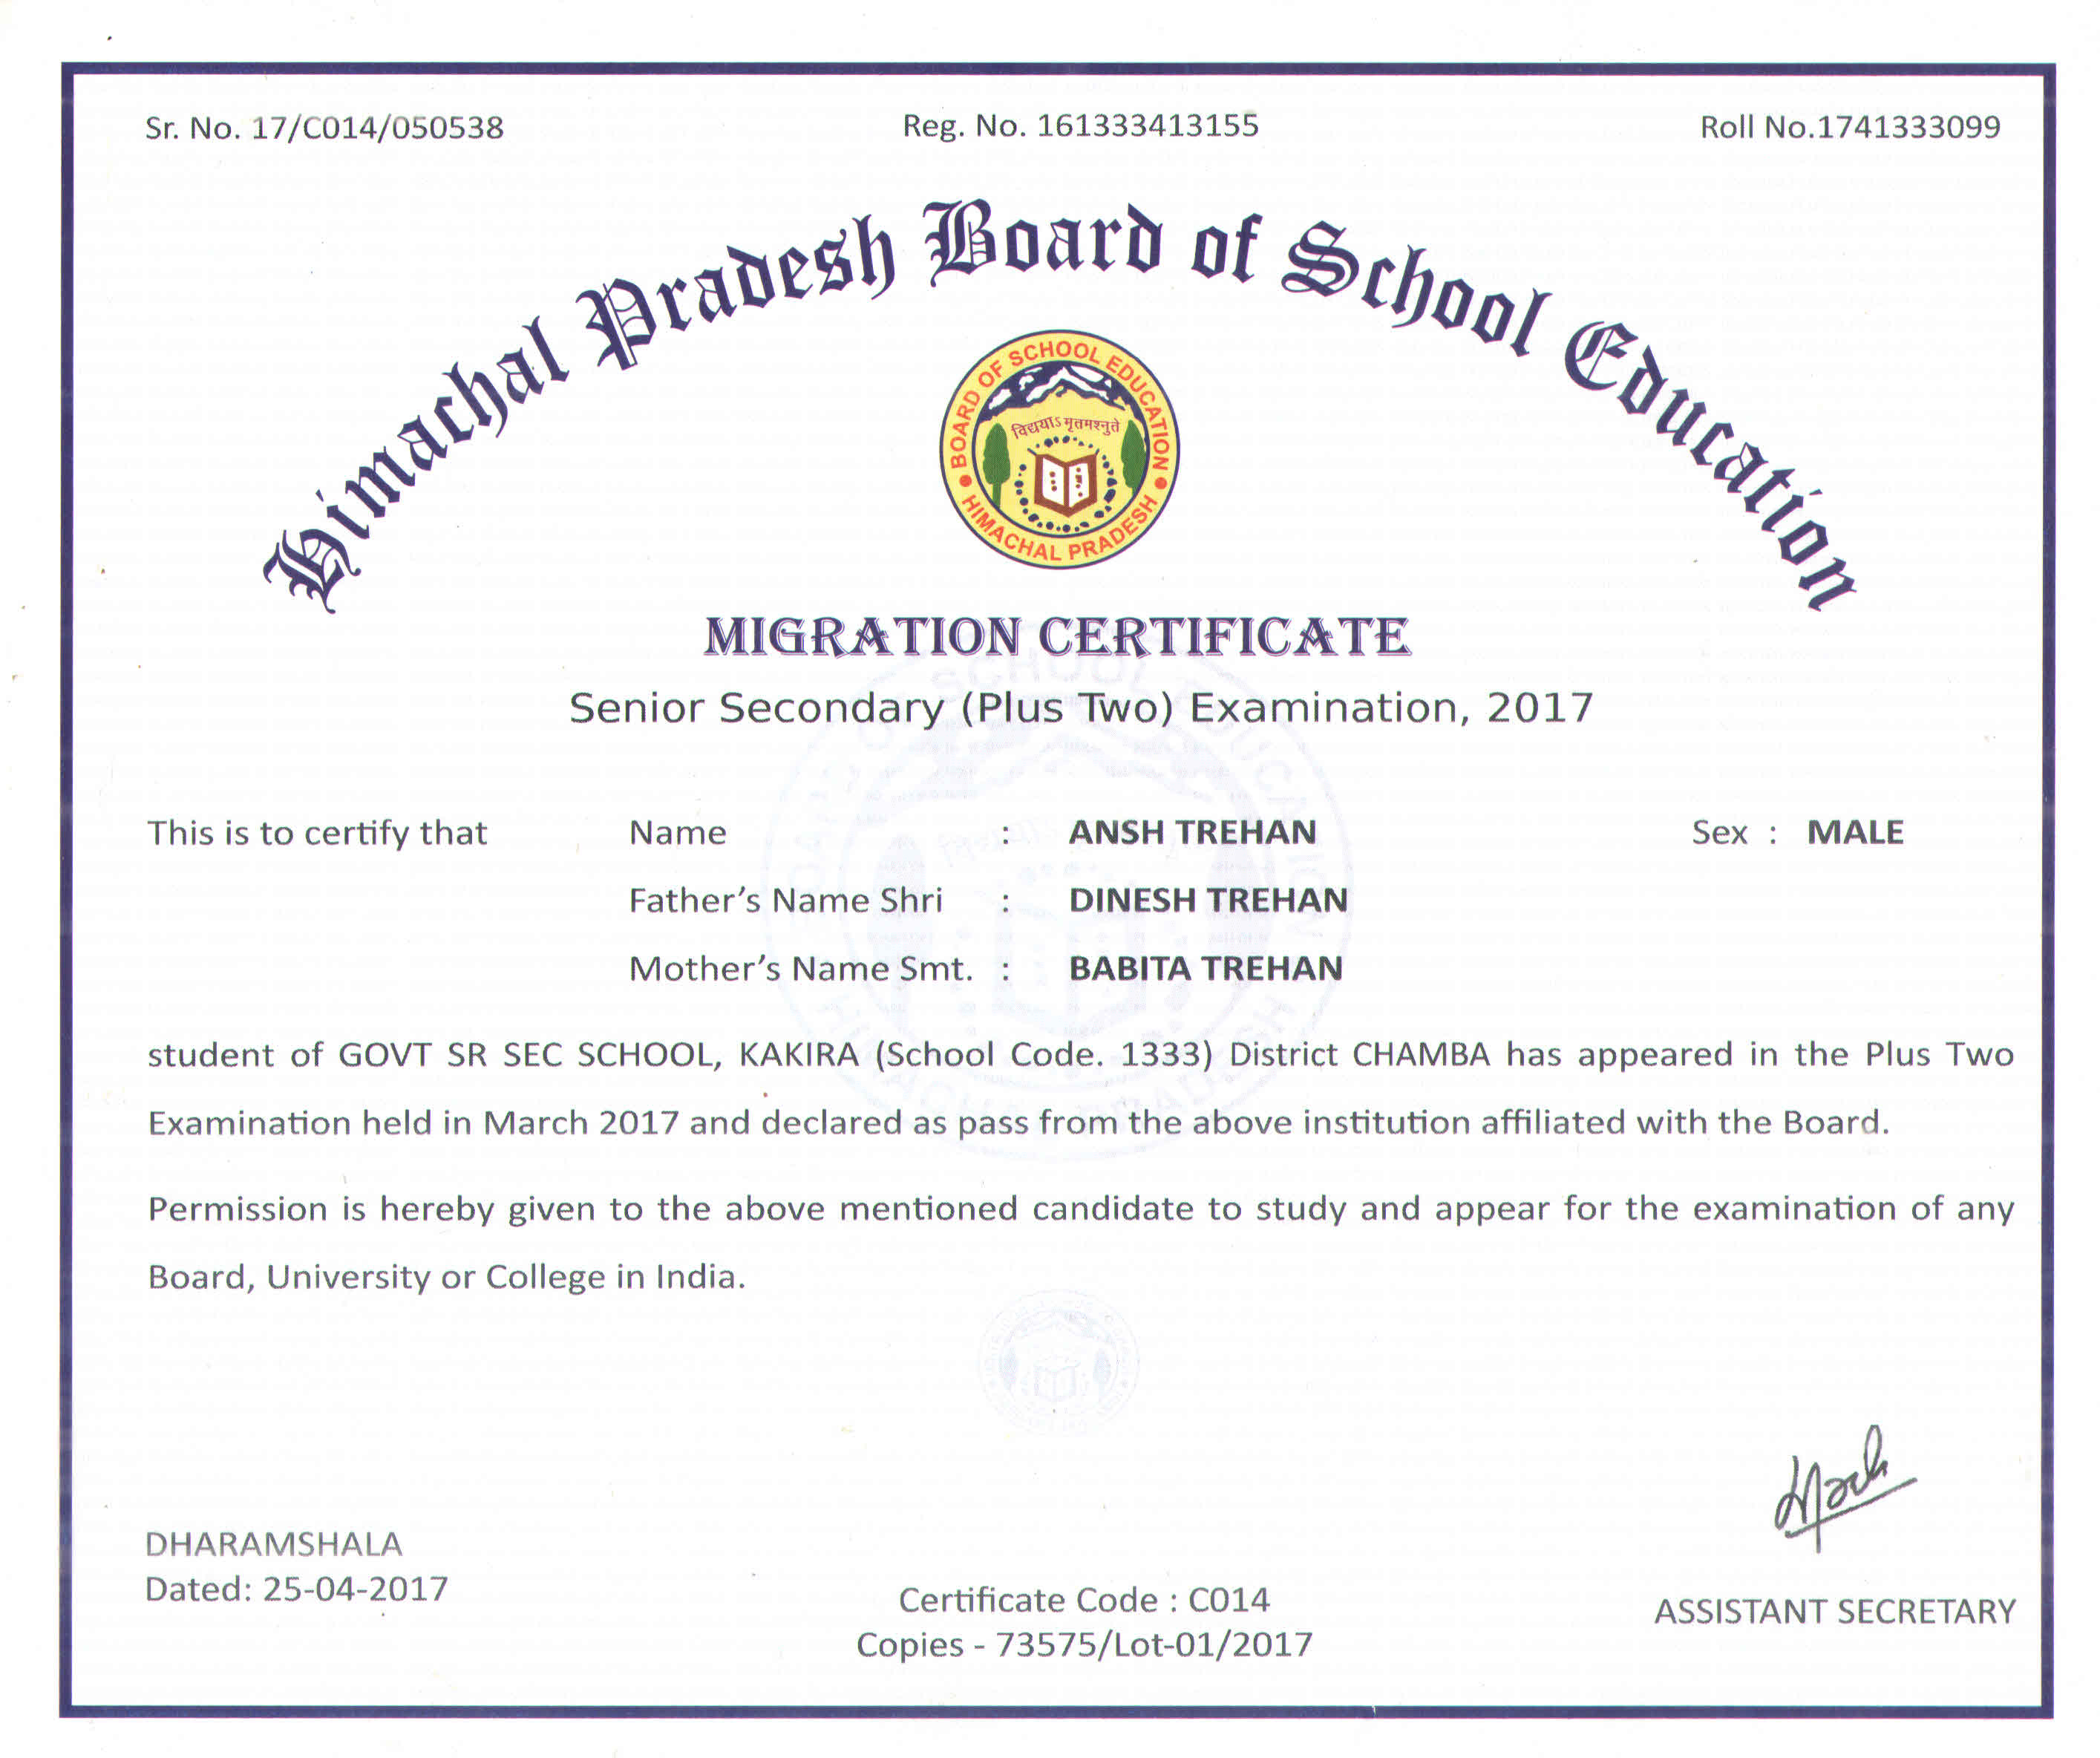 Sr. No. 17/C014/050538 Reg. No. 161333413155 Roll No.1741333099
Himachal Pradesh Board of School Education
BOARD OF SCHOOL EDUCATION
विद्ययाऽमृतमश्नुते
HIMACHAL PRADESH
MIGRATION CERTIFICATE
Senior Secondary (Plus Two) Examination, 2017
This is to certify that Name : ANSH TREHAN Sex : MALE
Father's Name Shri : DINESH TREHAN
Mother's Name Smt. : BABITA TREHAN
student of GOVT SR SEC SCHOOL, KAKIRA (School Code. 1333) District CHAMBA has appeared in the Plus Two
Examination held in March 2017 and declared as pass from the above institution affiliated with the Board.
Permission is hereby given to the above mentioned candidate to study and appear for the examination of any
Board, University or College in India.
DHARAMSHALA
Dated: 25-04-2017
Certificate Code : C014
Copies - 73575/Lot-01/2017
ASSISTANT SECRETARY